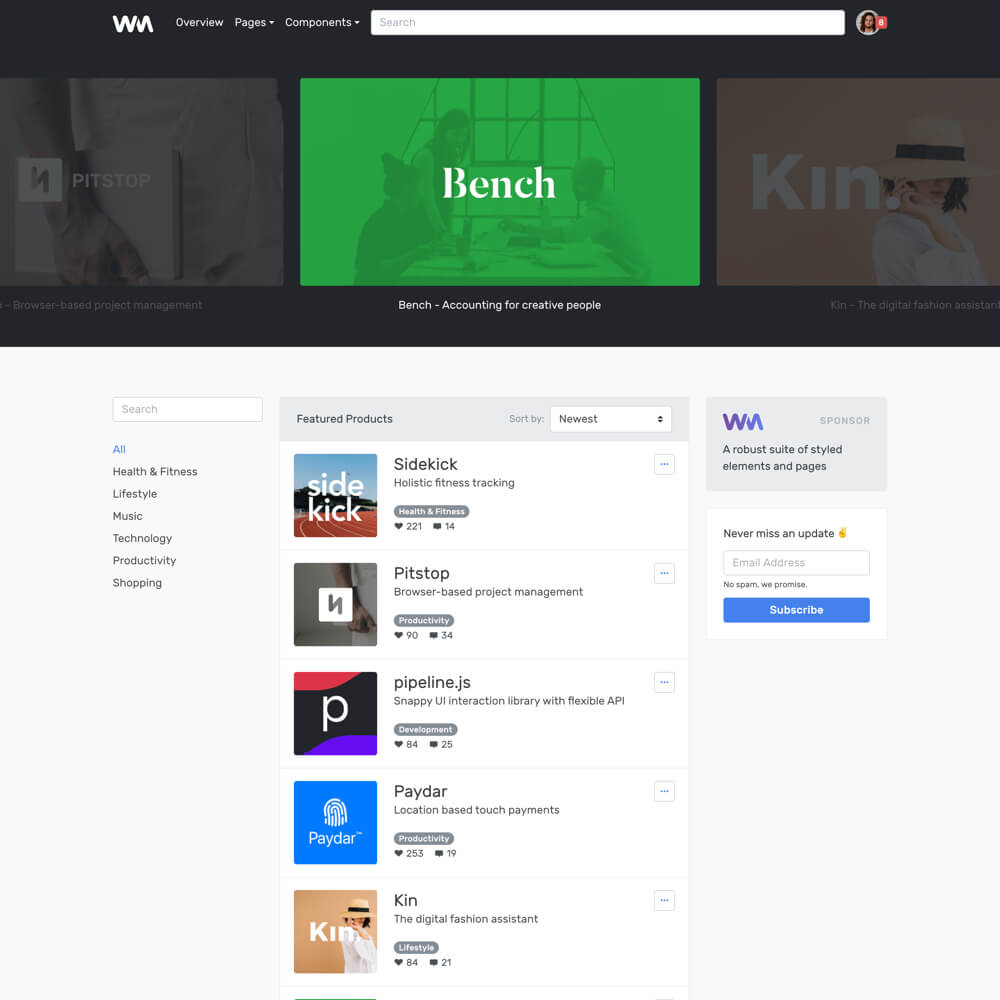 WM
Overview
Pages
Components
Search
8
PITSTOP
Bench
Kin.
- Browser-based project management
Bench - Accounting for creative people
Kin - The digital fashion assistant
Search
All
Health & Fitness
Lifestyle
Music
Technology
Productivity
Shopping
Featured Products
Sort by:
Newest
side
kick
Sidekick
Holistic fitness tracking
Health & Fitness
221
14
Pitstop
Browser-based project management
Productivity
90
34
p
pipeline.js
Snappy UI interaction library with flexible API
Development
84
25
Paydar™
Paydar
Location based touch payments
Productivity
253
19
Kin.
Kin
The digital fashion assistant
Lifestyle
84
21
WM
SPONSOR
A robust suite of styled
elements and pages
Never miss an update ✌
Email Address
No spam, we promise.
Subscribe